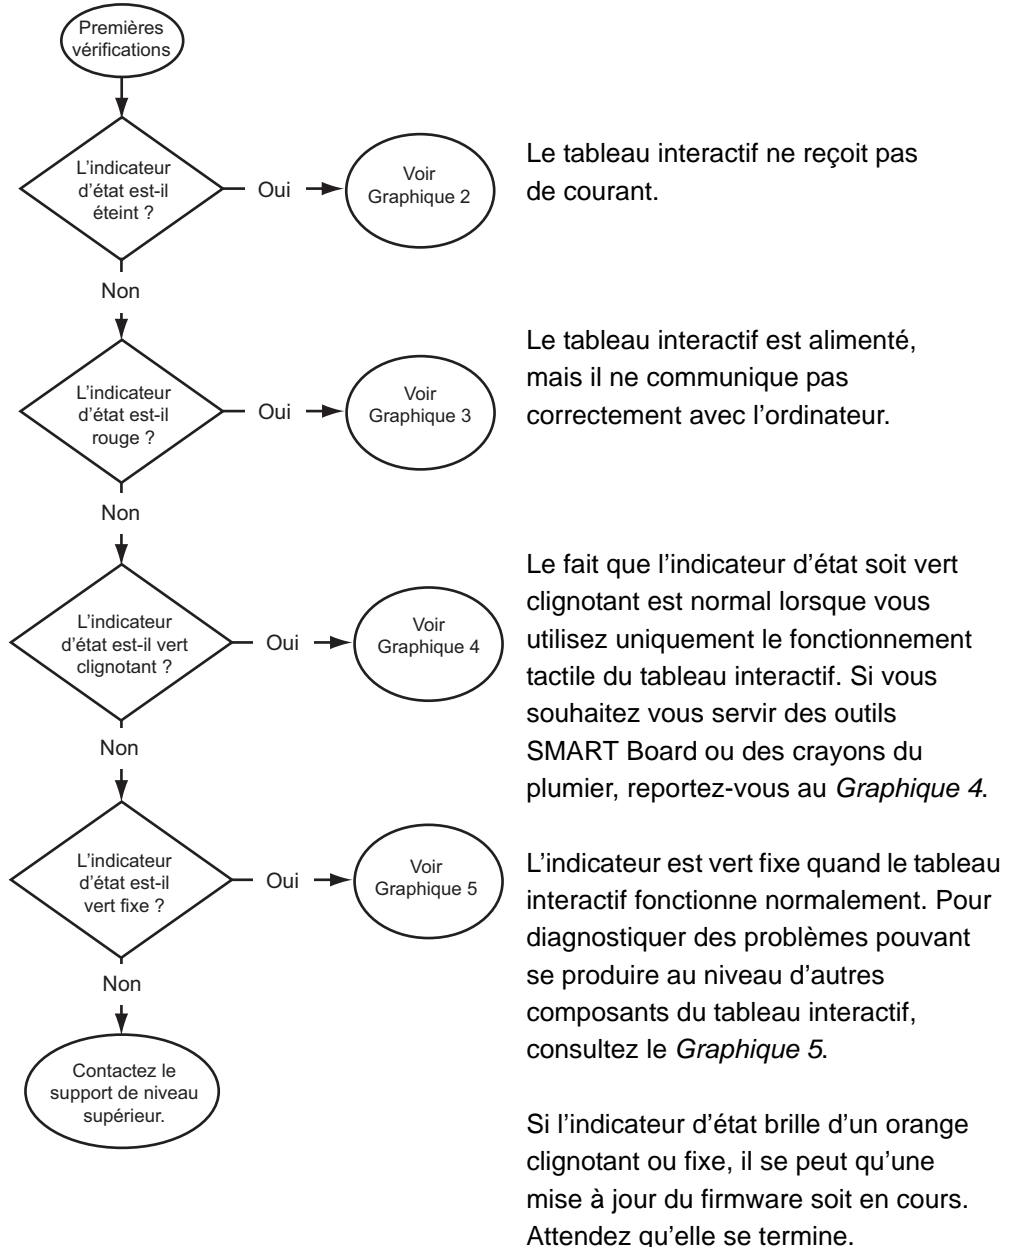 Premières
vérifications
L’indicateur
d’état est-il
éteint ?
Oui
Voir
Graphique 2
Le tableau interactif ne reçoit pas
de courant.
Non
L’indicateur
d’état est-il
rouge ?
Oui
Voir
Graphique 3
Le tableau interactif est alimenté,
mais il ne communique pas
correctement avec l’ordinateur.
Non
L’indicateur
d’état est-il vert
clignotant ?
Oui
Voir
Graphique 4
Le fait que l’indicateur d’état soit vert
clignotant est normal lorsque vous
utilisez uniquement le fonctionnement
tactile du tableau interactif. Si vous
souhaitez vous servir des outils
SMART Board ou des crayons du
plumier, reportez-vous au Graphique 4.
Non
L’indicateur
d’état est-il
vert fixe ?
Oui
Voir
Graphique 5
L’indicateur est vert fixe quand le tableau
interactif fonctionne normalement. Pour
diagnostiquer des problèmes pouvant
se produire au niveau d’autres
composants du tableau interactif,
consultez le Graphique 5.
Non
Contactez le
support de niveau
supérieur.
Si l’indicateur d’état brille d’un orange
clignotant ou fixe, il se peut qu’une
mise à jour du firmware soit en cours.
Attendez qu’elle se termine.